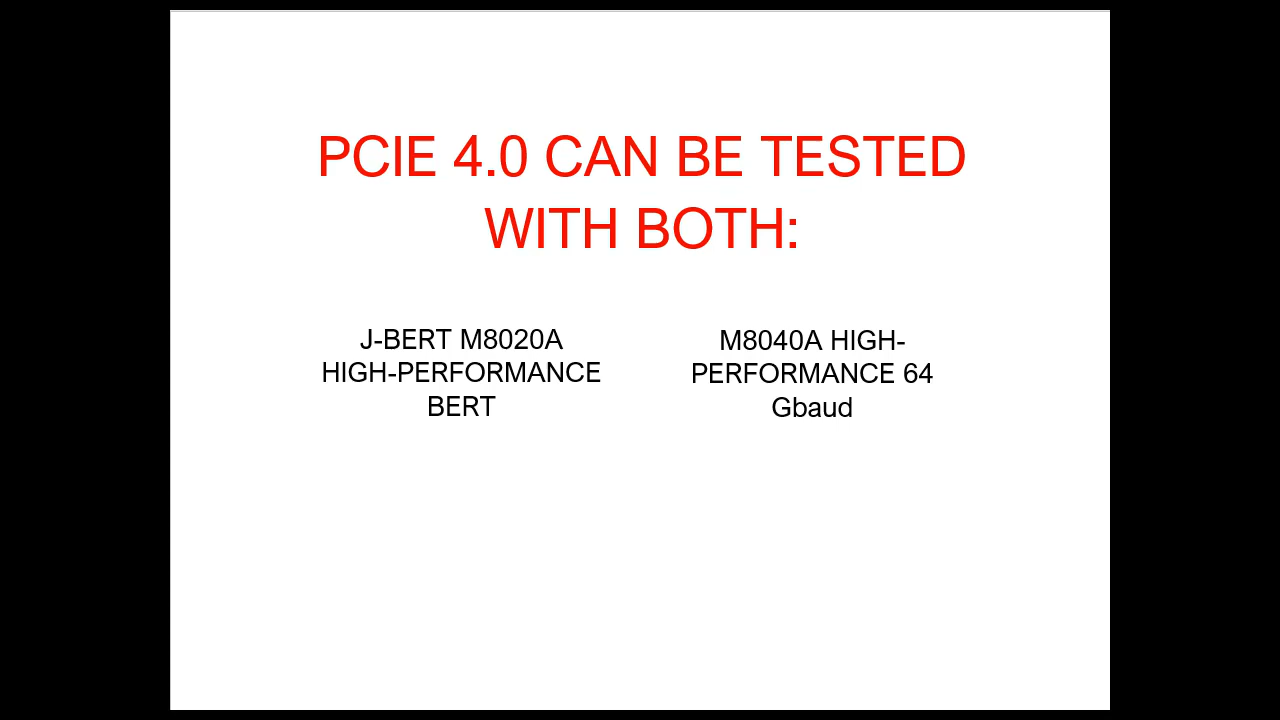 PCIE 4.0 CAN BE TESTED
WITH BOTH:
J-BERT M8020A
HIGH-PERFORMANCE
BERT
M8040A HIGH-
PERFORMANCE 64
Gbaud